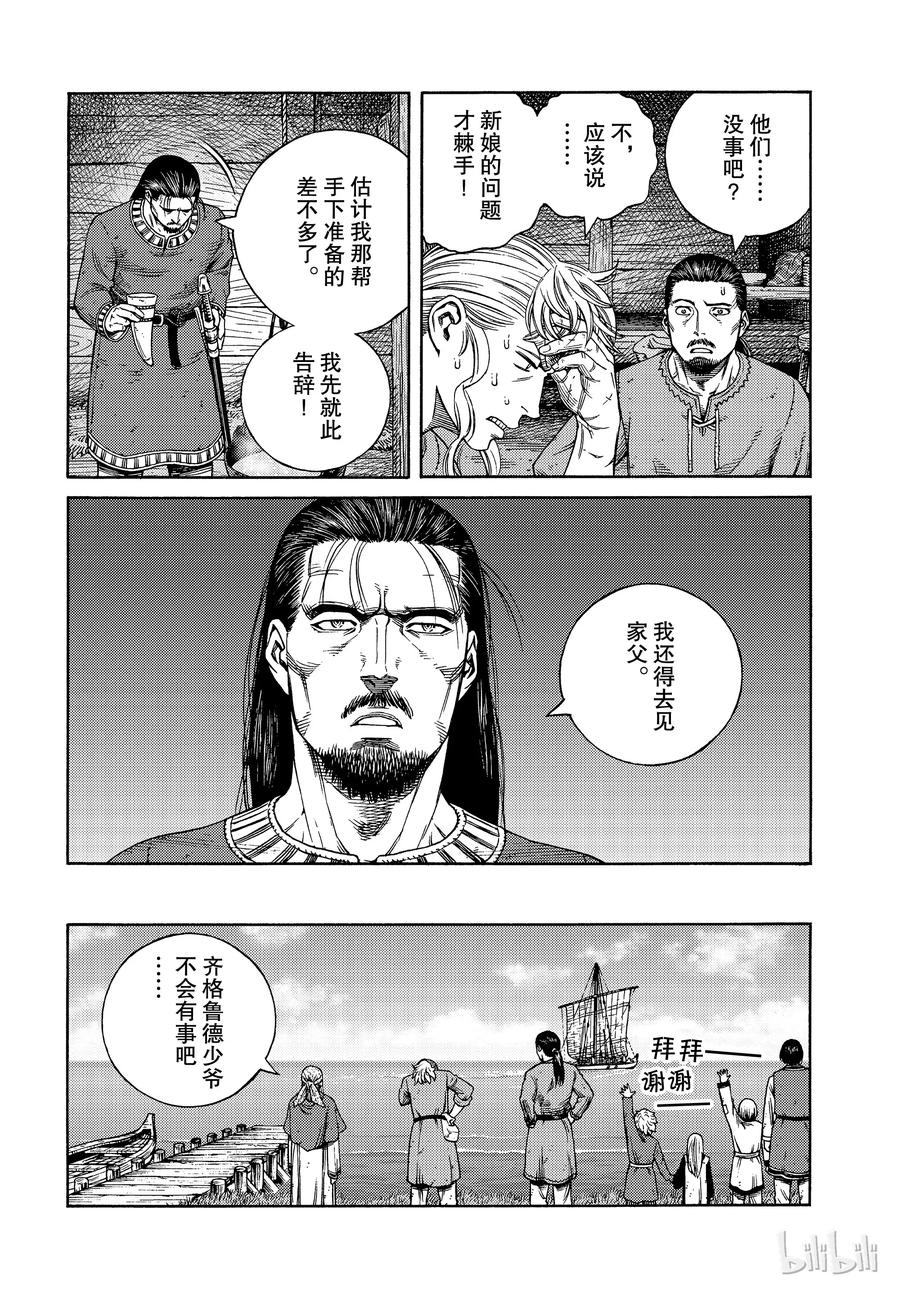 他们……
没事吧？
不，
应该说
……
新娘的问题
才棘手！
估计我那帮
手下准备的
差不多了。
我先就此
告辞！
我还得去见
家父。
拜拜——
谢谢——
齐格鲁德少爷
不会有事吧
……
bilibili